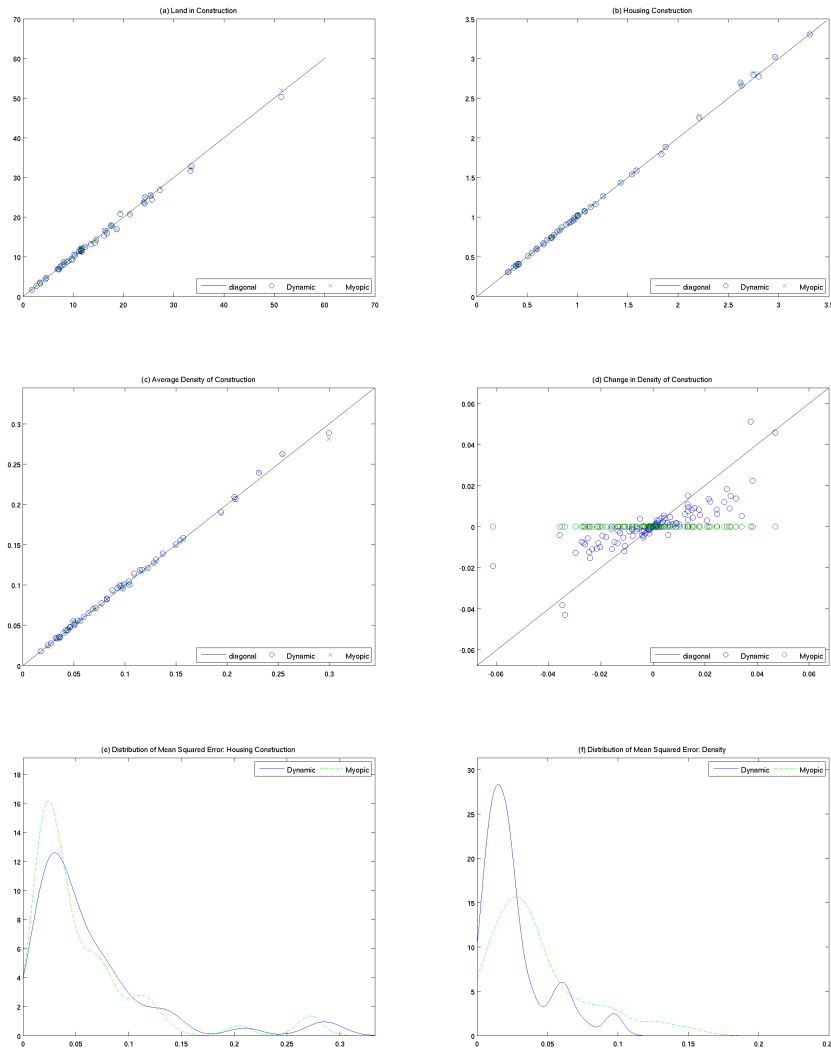 (a) Land in Construction
70
60
50
40
30
20
10
0
0 10 20 30 40 50 60 70
diagonal Dynamic Myopic
(b) Housing Construction
3.5
3
2.5
2
1.5
1
0.5
0
0 0.5 1 1.5 2 2.5 3 3.5
diagonal Dynamic Myopic
(c) Average Density of Construction
0.3
0.25
0.2
0.15
0.1
0.05
0
0 0.05 0.1 0.15 0.2 0.25 0.3
diagonal Dynamic Myopic
(d) Change in Density of Construction
0.06
0.04
0.02
0
-0.02
-0.04
-0.06
-0.06 -0.04 -0.02 0 0.02 0.04 0.06
diagonal Dynamic Myopic
(e) Distribution of Mean Squared Error: Housing Construction
18
16
14
12
10
8
6
4
2
0
0 0.05 0.1 0.15 0.2 0.25 0.3
Dynamic Myopic
(f) Distribution of Mean Squared Error: Density
30
25
20
15
10
5
0
0 0.05 0.1 0.15 0.2
Dynamic Myopic